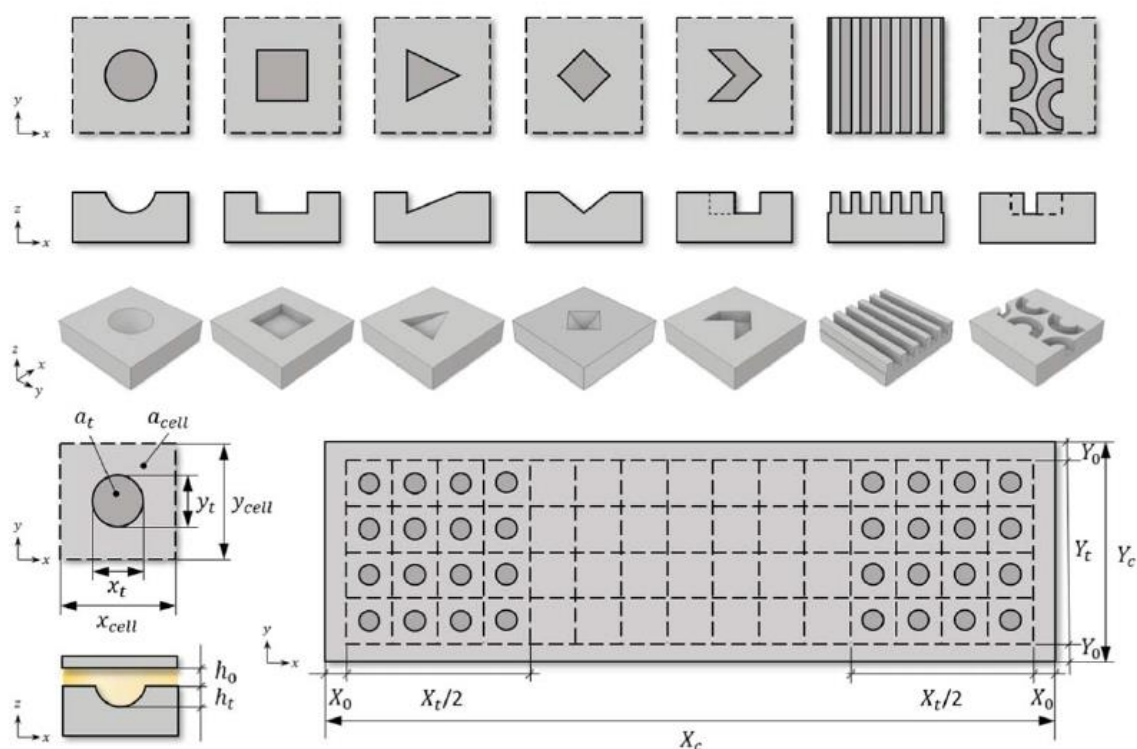 y
x
z
x
z
x
y
a_t
a_cell
y_t
y_cell
y
x
x_t
x_cell
h_0
h_t
z
x
Y_0
Y_t
Y_c
Y_0
y
x
X_0
X_t/2
X_t/2
X_0
X_c